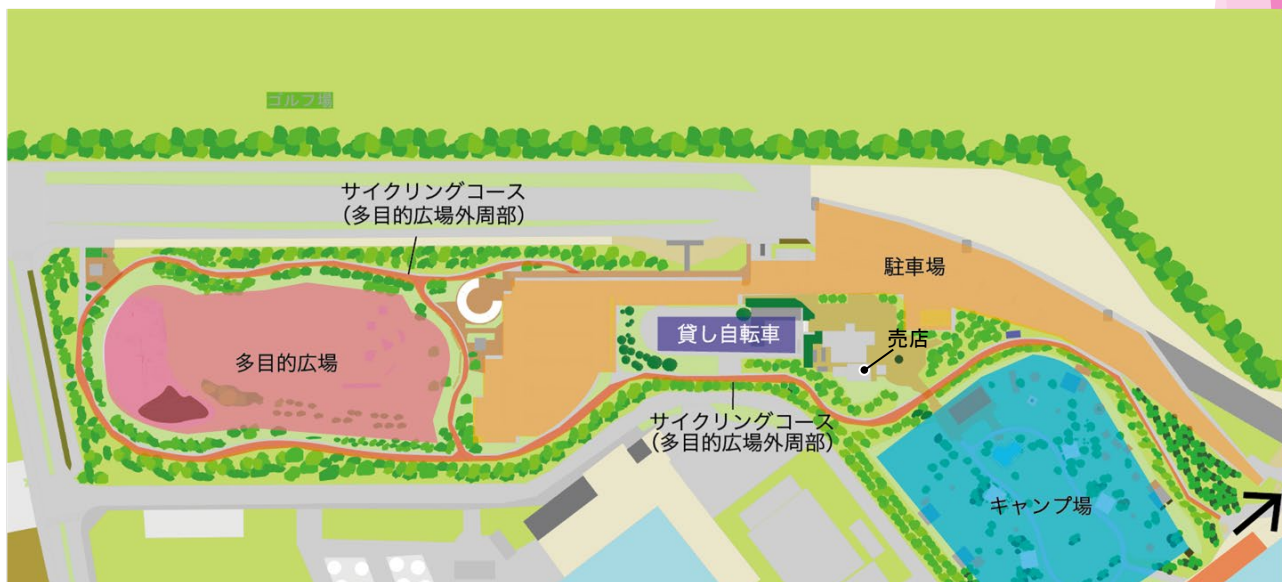 ゴルフ場
サイクリングコース
（多目的広場外周部）
駐車場
貸し自転車
売店
多目的広場
サイクリングコース
（多目的広場外周部）
キャンプ場